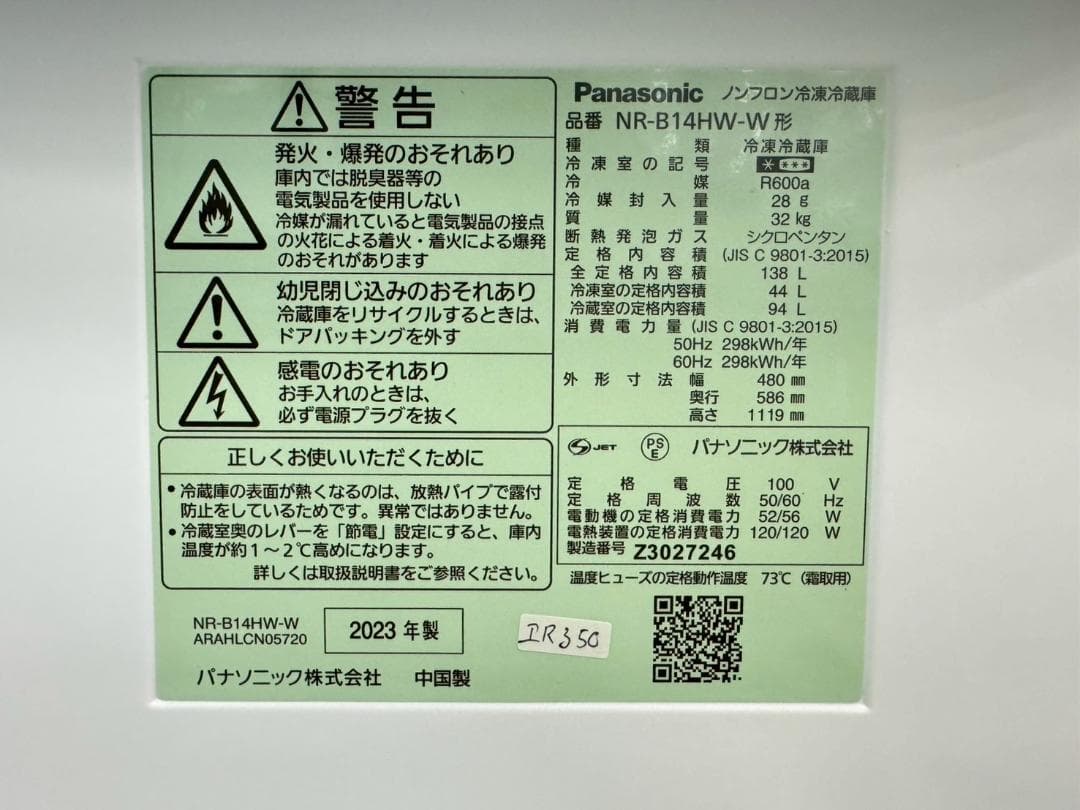 警告
発火・爆発のおそれあり
庫内では脱臭器等の
電気製品を使用しない
冷媒が漏れていると電気製品の接点
の火花による着火・着火による爆発
のおそれがあります
幼児閉じ込みのおそれあり
冷蔵庫をリサイクルするときは、
ドアパッキングを外す
感電のおそれあり
お手入れのときは、
必ず電源プラグを抜く
正しくお使いいただくために
• 冷蔵庫の表面が熱くなるのは、放熱パイプで露付
防止をしているためです。異常ではありません。
• 冷蔵室奥のレバーを「節電」設定にすると、庫内
温度が約1〜2℃高めになります。
詳しくは取扱説明書をご参照ください。
NR-B14HW-W
ARAHLCN05720
2023 年製
パナソニック株式会社 中国製
IR350
Panasonic ノンフロン冷凍冷蔵庫
品番 NR-B14HW-W 形
種類 冷凍冷蔵庫
冷凍室の記号 * ***
冷媒 R600a
冷媒封入量 28 g
質量 32 kg
断熱発泡ガス シクロペンタン
定格内容積 (JIS C 9801-3:2015)
全定格内容積 138 L
冷凍室の定格内容積 44 L
冷蔵室の定格内容積 94 L
消費電力量 (JIS C 9801-3:2015)
50Hz 298kWh/年
60Hz 298kWh/年
外形寸法 幅 480 mm
奥行 586 mm
高さ 1119 mm
S JET PSE パナソニック株式会社
定格電圧 100 V
定格周波数 50/60 Hz
電動機の定格消費電力 52/56 W
電熱装置の定格消費電力 120/120 W
製造番号 Z3027246
温度ヒューズの定格動作温度 73℃（霜取用）